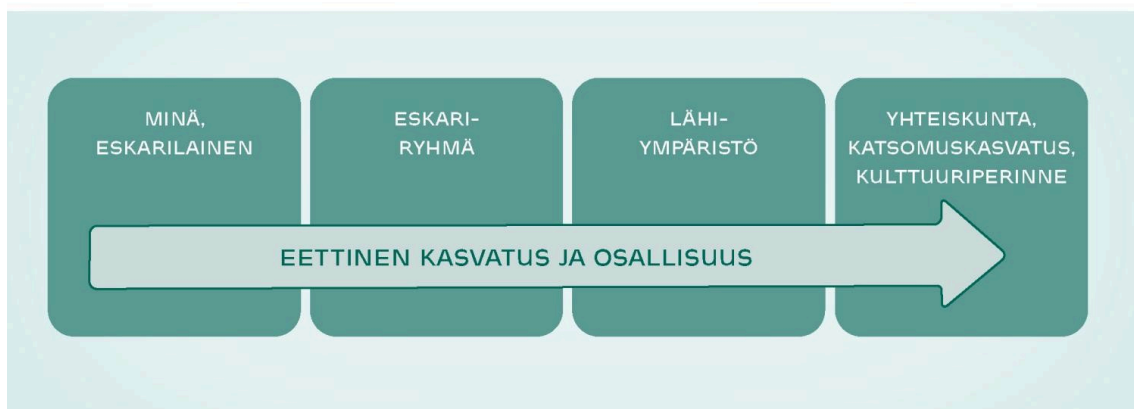 MINÄ,
ESKARILAINEN
ESKARI-
RYHMÄ
LÄHI-
YMPÄRISTÖ
YHTEISKUNTA,
KATSOMUSKASVATUS,
KULTTUURIPERINNE
EETTINEN KASVATUS JA OSALLISUUS